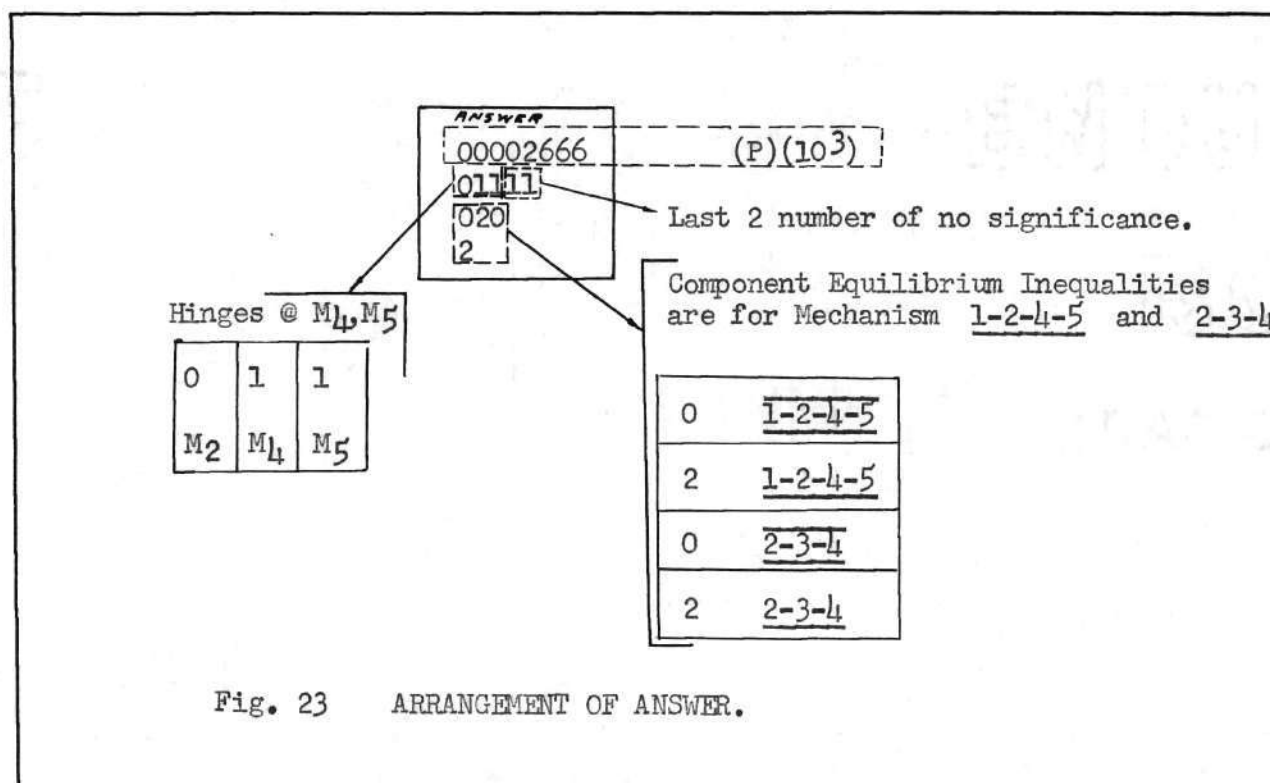 ANSWER
00002666 (P)(10³)
01111
020
2
Last 2 number of no significance.
Hinges @ M4,M5
0 1 1
M2 M4 M5
Component Equilibrium Inequalities
are for Mechanism 1-2-4-5 and 2-3-4
0 1-2-4-5
2 1-2-4-5
0 2-3-4
2 2-3-4
Fig. 23 ARRANGEMENT OF ANSWER.